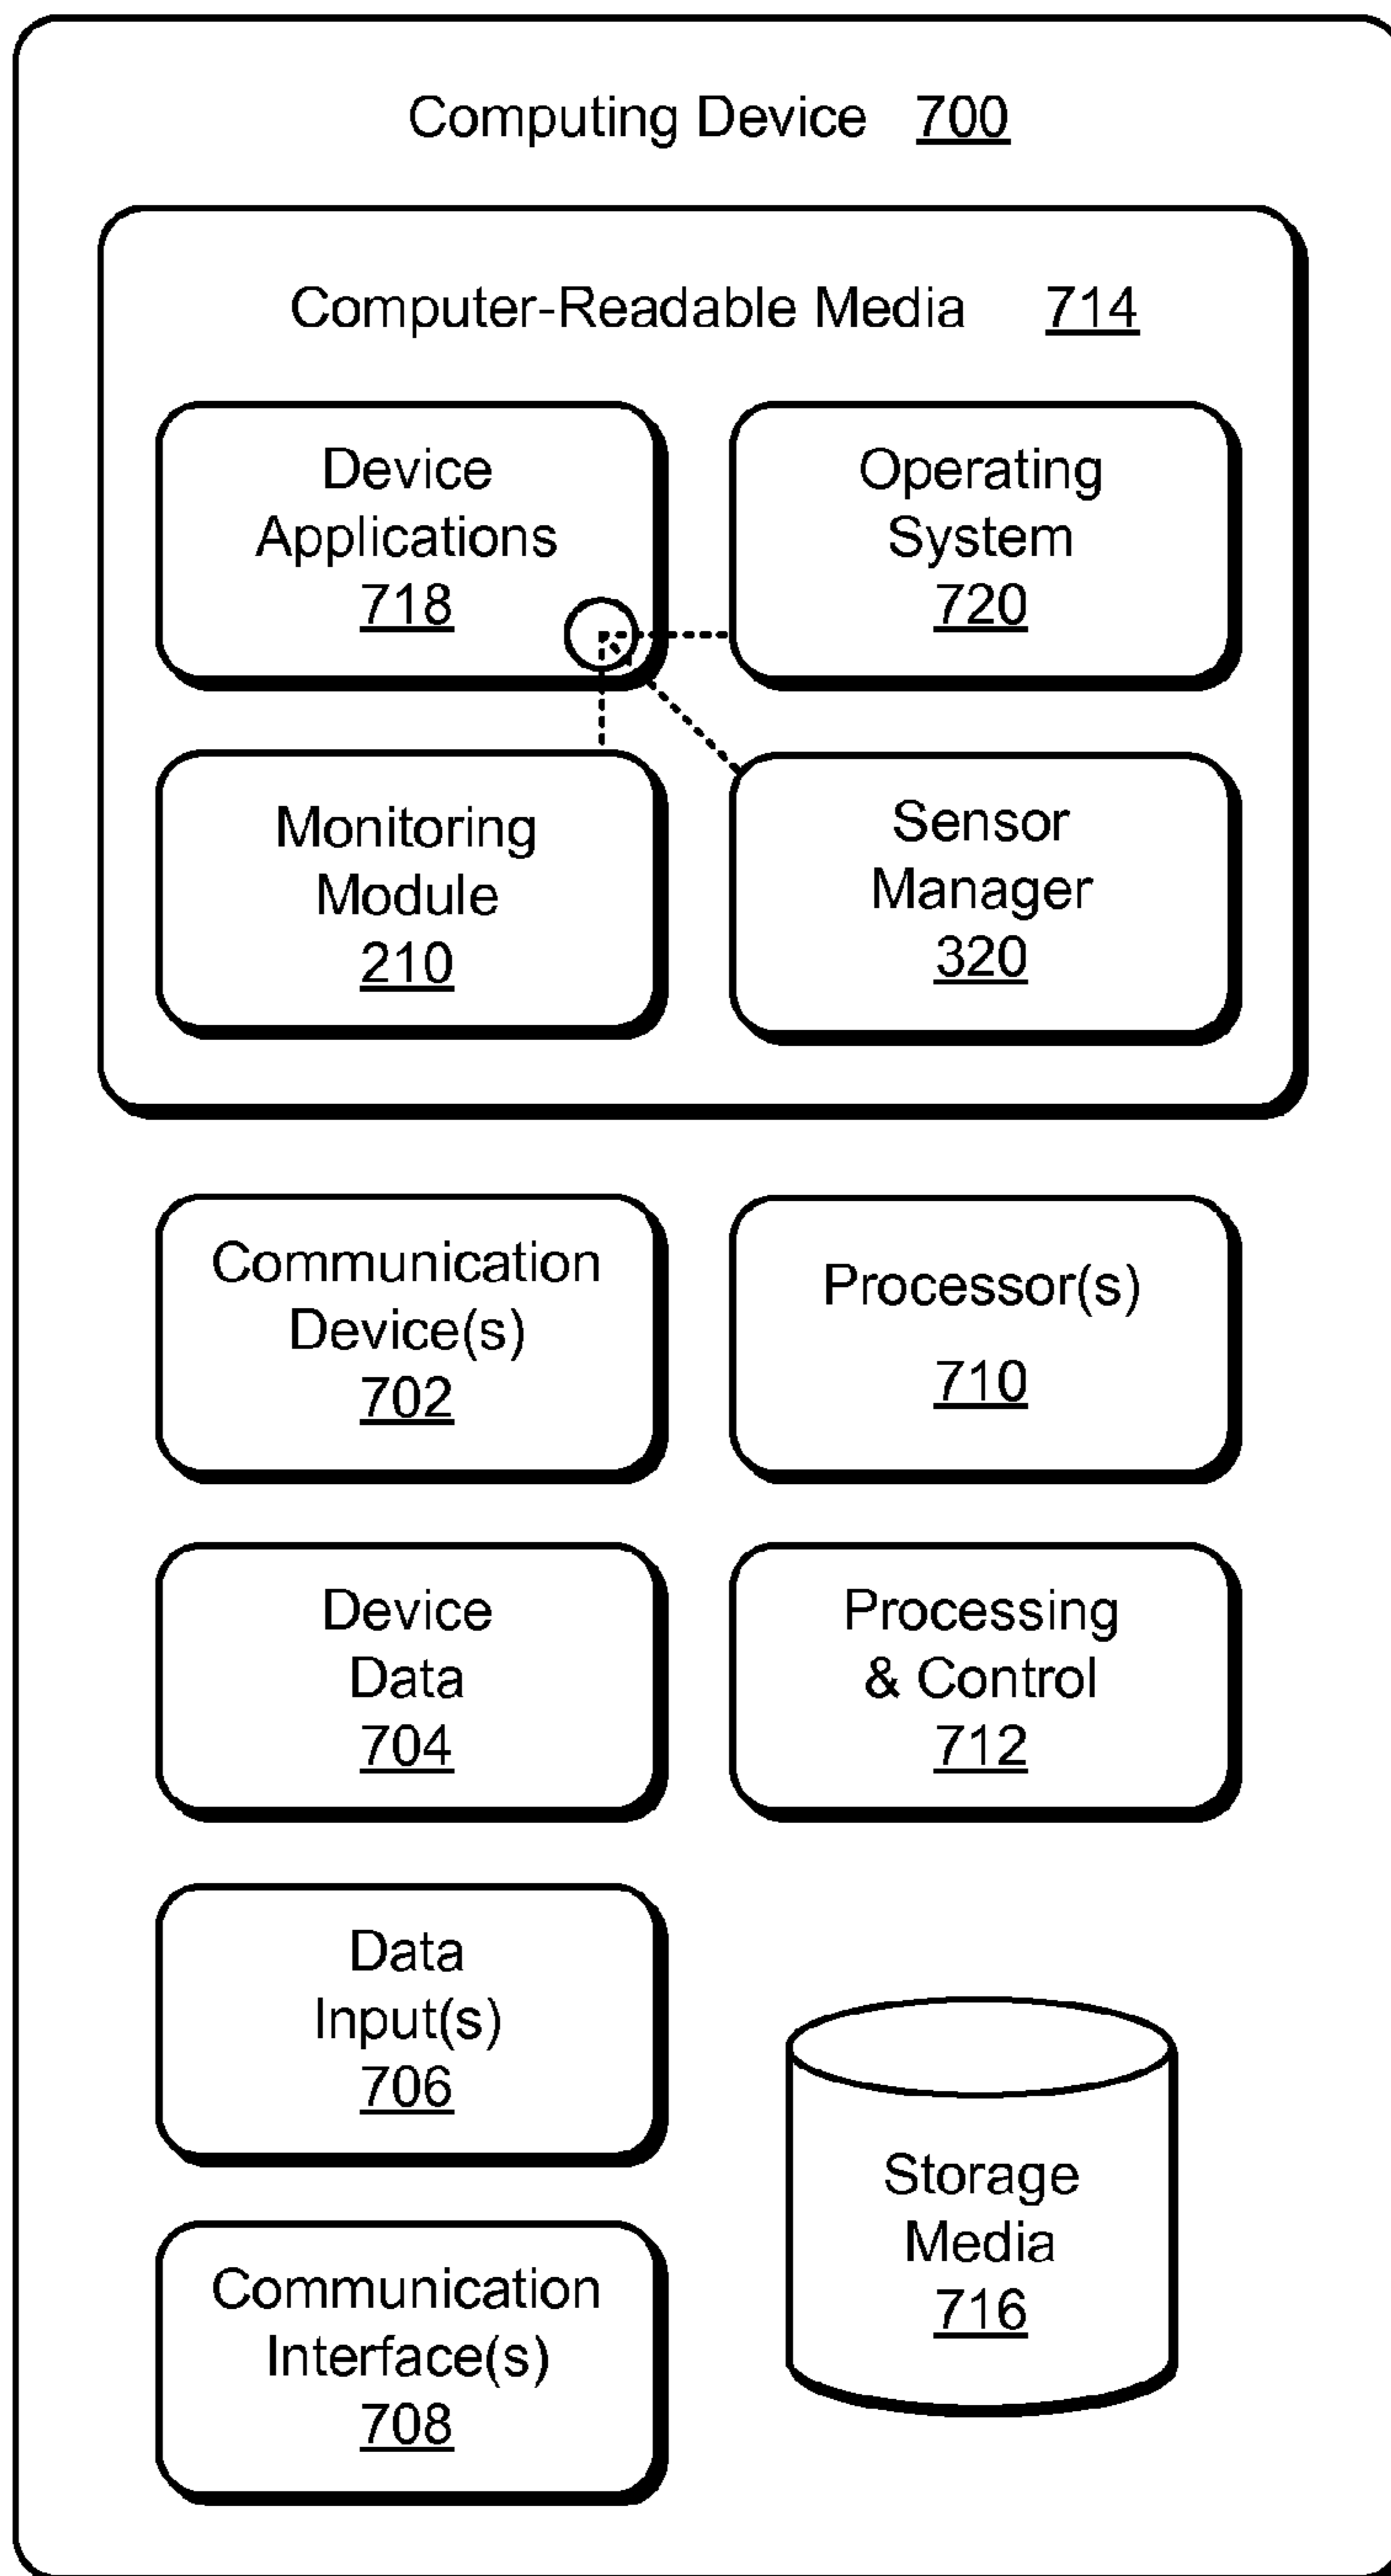 Computing Device 700
Computer-Readable Media 714
Device
Applications
718
Operating
System
720
Monitoring
Module
210
Sensor
Manager
320
Communication
Device(s)
702
Processor(s)
710
Device
Data
704
Processing
& Control
712
Data
Input(s)
706
Storage
Media
716
Communication
Interface(s)
708